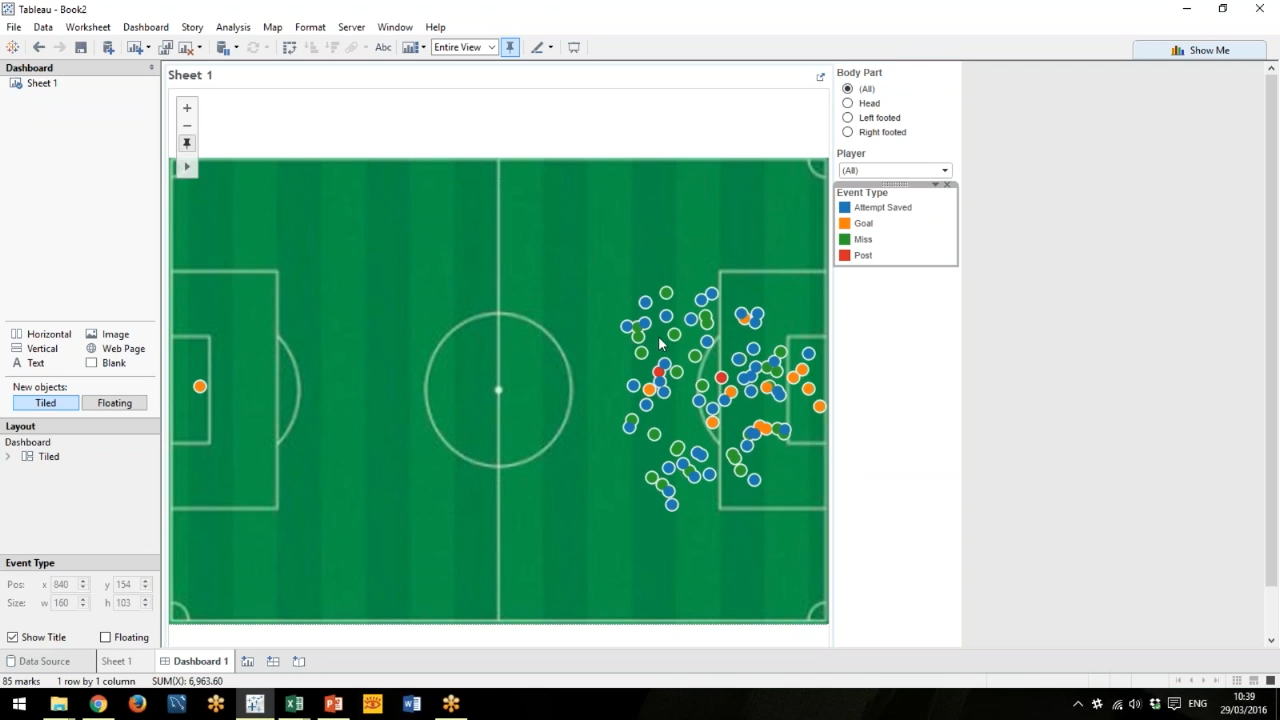 Tableau - Book2
File Data Worksheet Dashboard Story Analysis Map Format Server Window Help
Abc Entire View Show Me
Dashboard
Sheet 1
Horizontal Image
Vertical Web Page
Text Blank
New objects:
Tiled Floating
Layout
Dashboard
Tiled
Event Type
Pos: x 840 y 154
Size: w 160 h 103
Show Title Floating
Sheet 1
Body Part
(All)
Head
Left footed
Right footed
Player
(All)
Event Type
Attempt Saved
Goal
Miss
Post
Data Source Sheet 1 Dashboard 1
85 marks 1 row by 1 column SUM(X): 6,963.60
ENG
10:39
29/03/2016